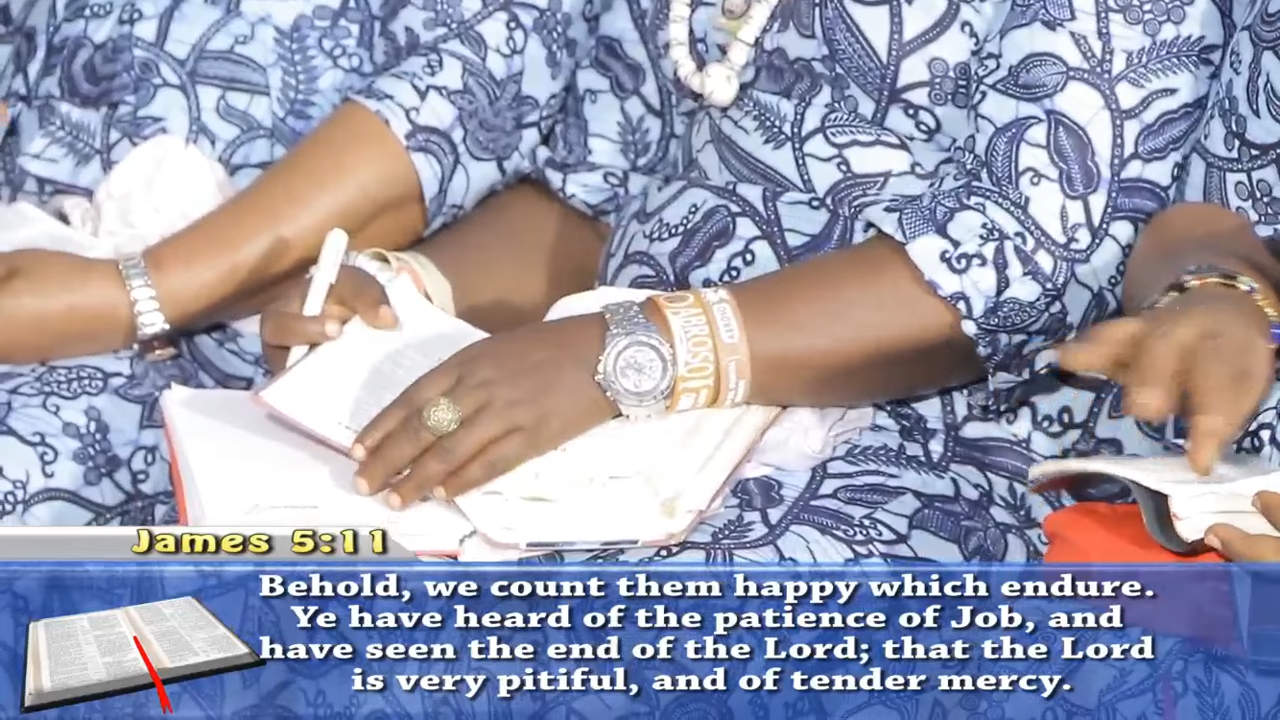 James 5:11
Behold, we count them happy which endure.
Ye have heard of the patience of Job, and
have seen the end of the Lord; that the Lord
is very pitiful, and of tender mercy.